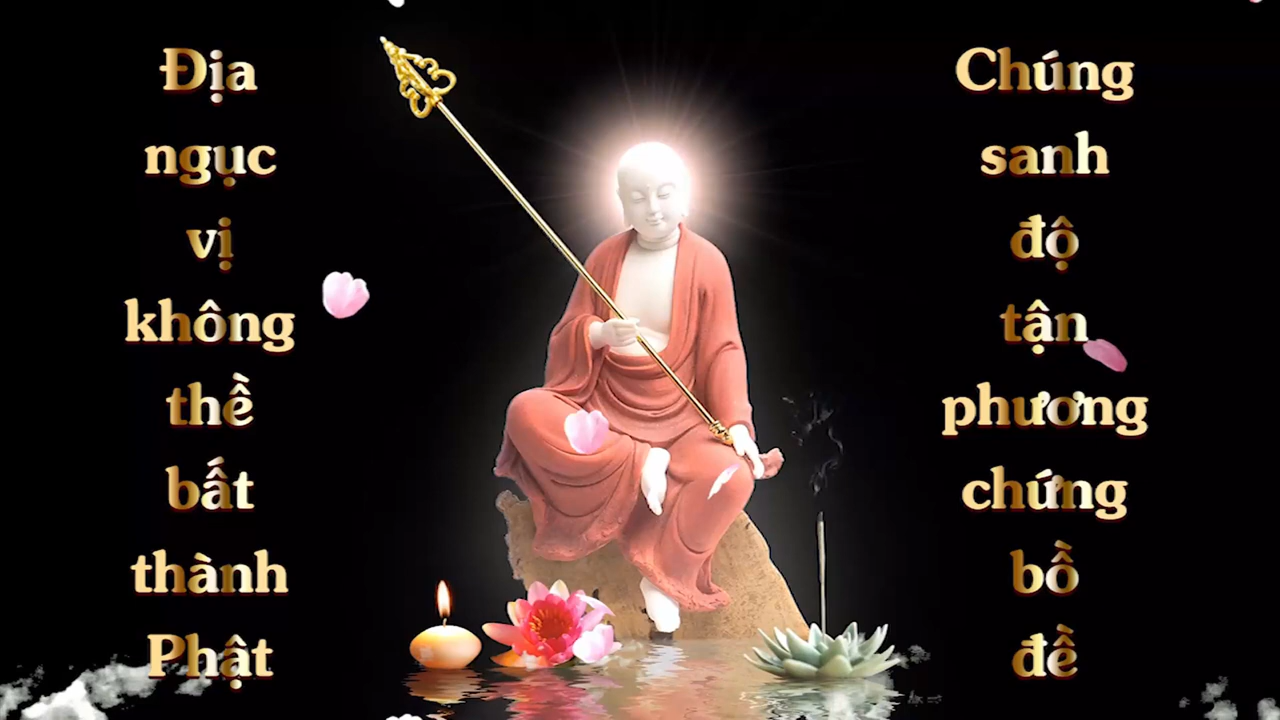 Địa
ngục
vị
không
thề
bất
thành
Phật
Chúng
sanh
độ
tận
phương
chứng
bồ
đề